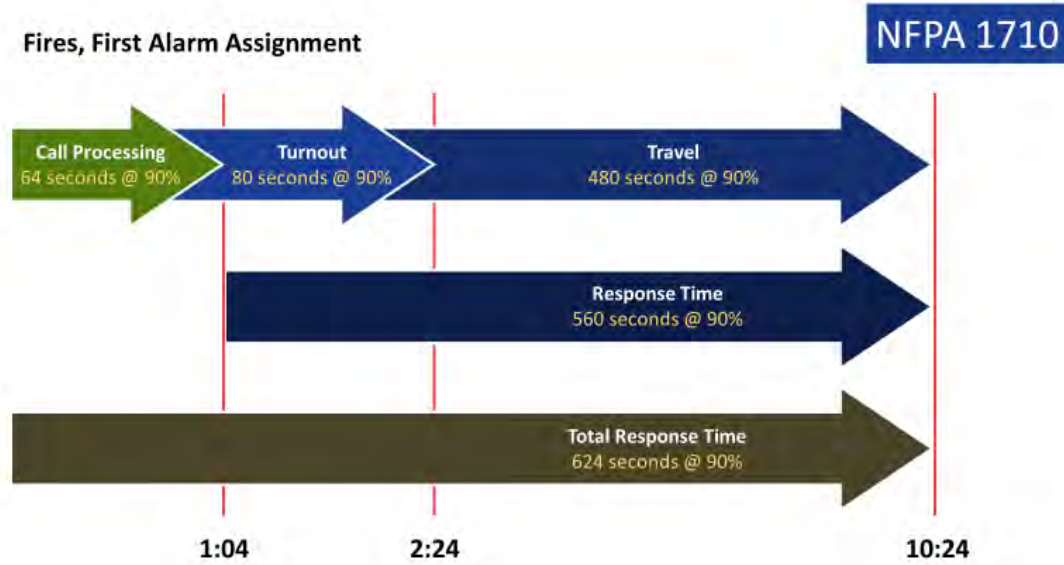 Fires, First Alarm Assignment
NFPA 1710
Call Processing
64 seconds @ 90%
Turnout
80 seconds @ 90%
Travel
480 seconds @ 90%
Response Time
560 seconds @ 90%
Total Response Time
624 seconds @ 90%
1:04
2:24
10:24